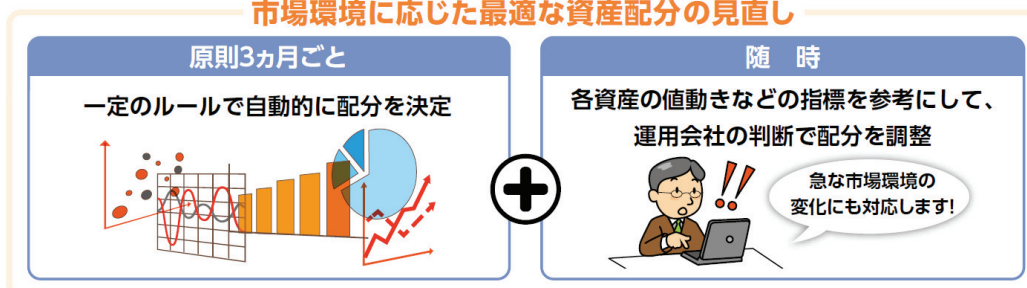 市場環境に応じた最適な資産配分の見直し
原則3ヵ月ごと
一定のルールで自動的に配分を決定
随 時
各資産の値動きなどの指標を参考にして、
運用会社の判断で配分を調整
急な市場環境の
変化にも対応します!